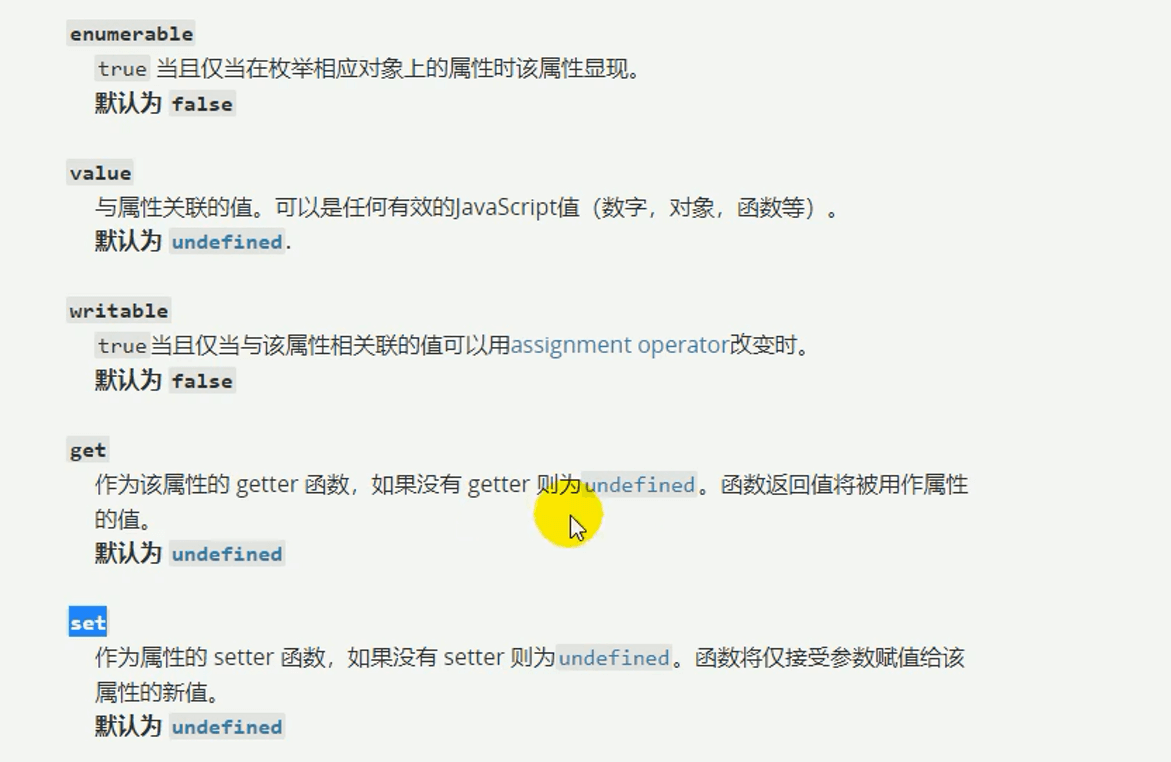 enumerable
true 当且仅当在枚举相应对象上的属性时该属性显现。
默认为 false
value
与属性关联的值。可以是任何有效的JavaScript值（数字，对象，函数等）。
默认为 undefined.
writable
true当且仅当与该属性相关联的值可以用assignment operator改变时。
默认为 false
get
作为该属性的 getter 函数，如果没有 getter 则为undefined。函数返回值将被用作属性
的值。
默认为 undefined
set
作为属性的 setter 函数，如果没有 setter 则为undefined。函数将仅接受参数赋值给该
属性的新值。
默认为 undefined